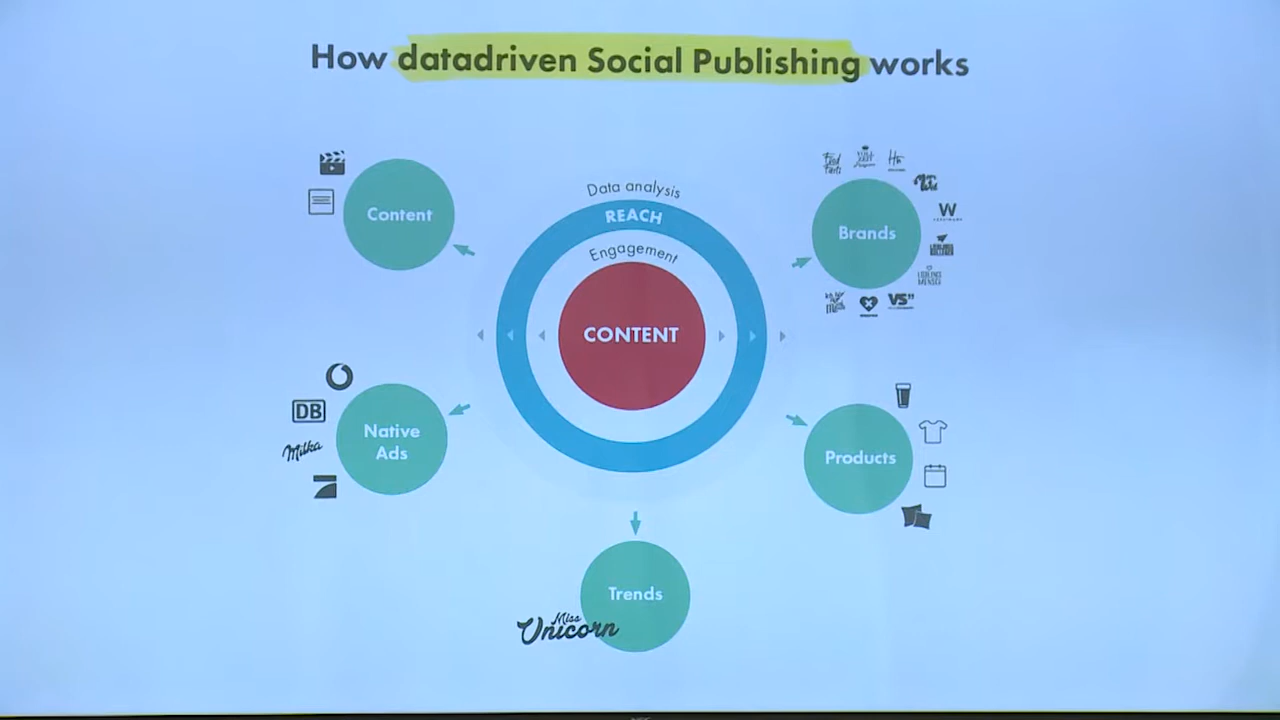 How datadriven Social Publishing works
Content
Data analysis
REACH
Engagement
CONTENT
Brands
W
VS"
Native
Ads
DB
Milka
Products
Trends
Miss
Unicorn